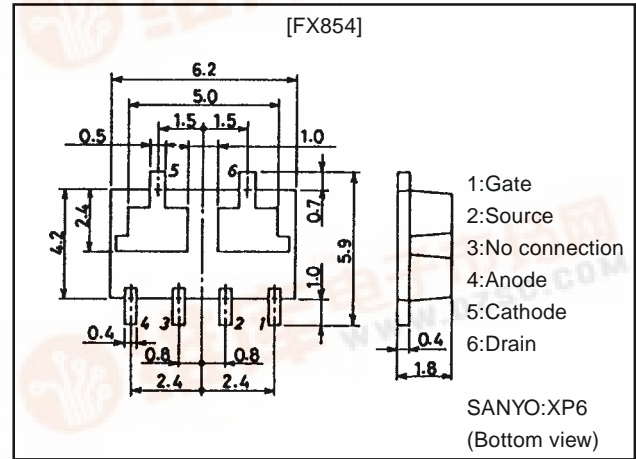 [FX854]
6.2
5.0
1.5 1.5
0.5 1.0
5 6
4.2 2.4 0.7 5.9
1.0
4 3 2 1
0.4
0.8 0.8
2.4 2.4
0.4
1.8
1:Gate
2:Source
3:No connection
4:Anode
5:Cathode
6:Drain
SANYO:XP6
(Bottom view)
WWW.DZSC.COM